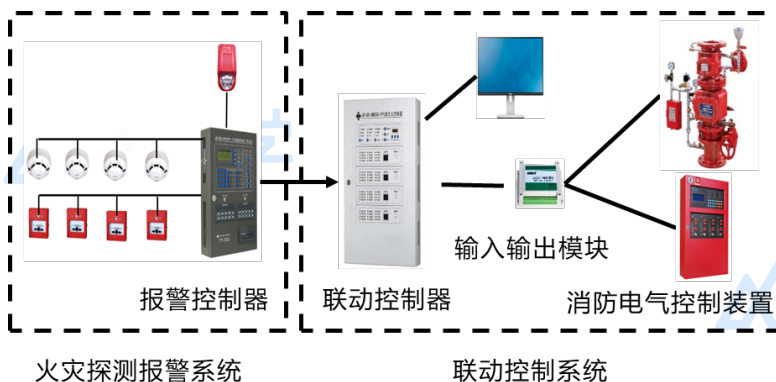 报警控制器
联动控制器
输入输出模块
消防电气控制装置
火灾探测报警系统
联动控制系统